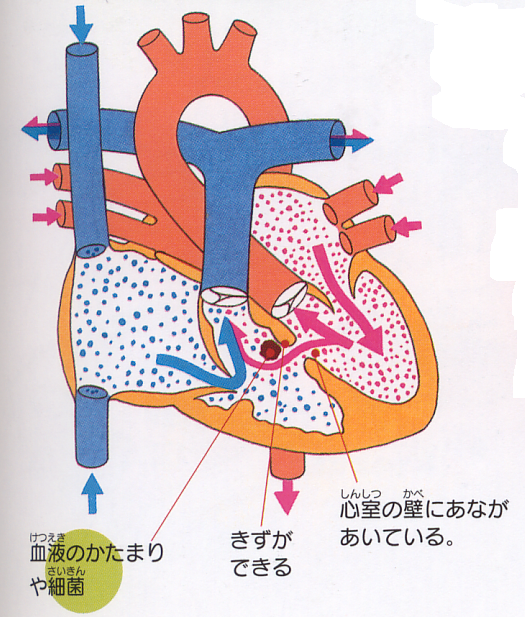 けつえき
血液のかたまり
さいきん
や細菌
きずが
できる
しんしつ かべ
心室の壁にあなが
あいている。